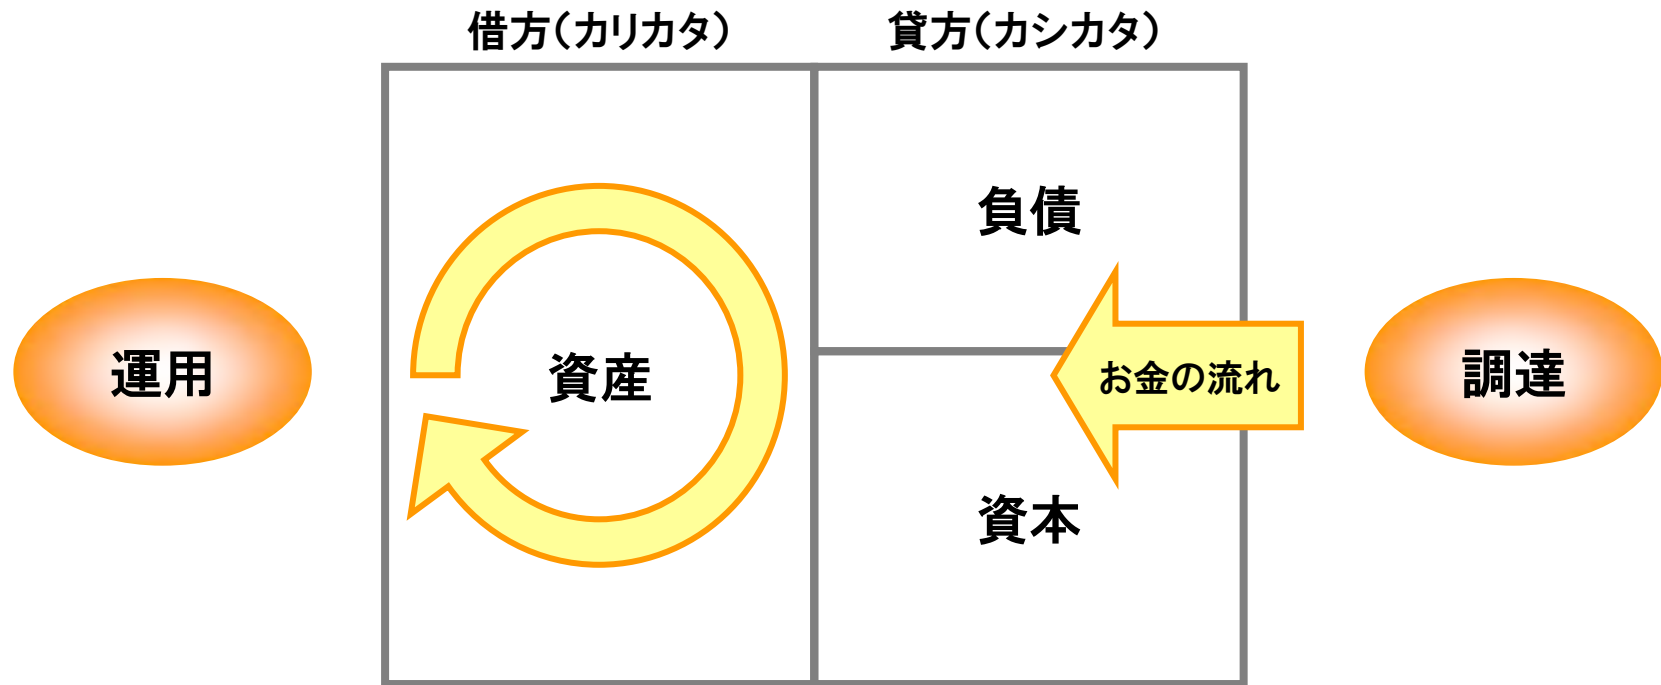 借方(カリカタ)
貸方(カシカタ)
負債
運用
資産
お金の流れ
調達
資本